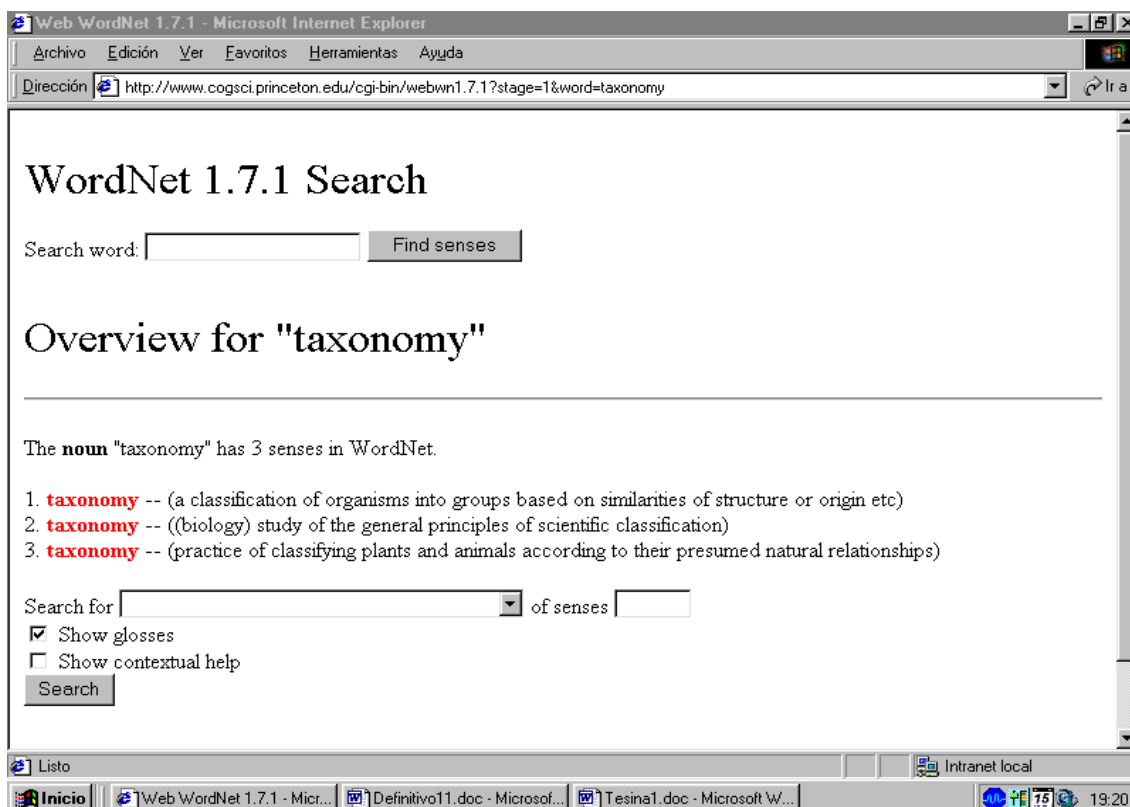 Web WordNet 1.7.1 - Microsoft Internet Explorer
Archivo Edición Ver Favoritos Herramientas Ayuda
Dirección http://www.cogsci.princeton.edu/cgi-bin/webwn1.7.1?stage=1&word=taxonomy Ir a
WordNet 1.7.1 Search
Search word: Find senses
Overview for "taxonomy"
The noun "taxonomy" has 3 senses in WordNet.
1. taxonomy -- (a classification of organisms into groups based on similarities of structure or origin etc)
2. taxonomy -- ((biology) study of the general principles of scientific classification)
3. taxonomy -- (practice of classifying plants and animals according to their presumed natural relationships)
Search for of senses
Show glosses
Show contextual help
Search
Listo Intranet local
Inicio Web WordNet 1.7.1 - Micr... Definitivo11.doc - Microsof... Tesina1.doc - Microsoft W... 15 19:20